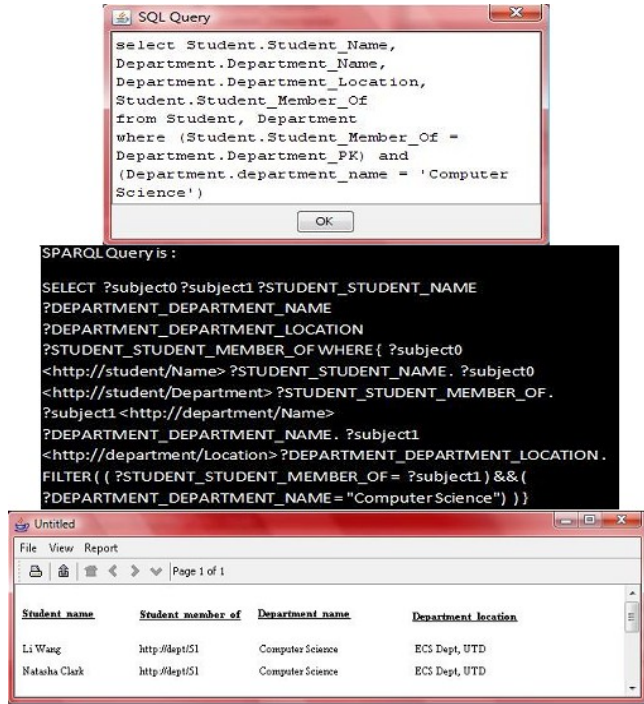 SQL Query
select Student.Student_Name,
Department.Department_Name,
Department.Department_Location,
Student.Student_Member_Of
from Student, Department
where (Student.Student_Member_Of =
Department.Department_PK) and
(Department.department_name = 'Computer
Science')
OK
SPARQL Query is :
SELECT ?subject0 ?subject1 ?STUDENT_STUDENT_NAME
?DEPARTMENT_DEPARTMENT_NAME
?DEPARTMENT_DEPARTMENT_LOCATION
?STUDENT_STUDENT_MEMBER_OF WHERE{ ?subject0
<http://student/Name> ?STUDENT_STUDENT_NAME . ?subject0
<http://student/Department> ?STUDENT_STUDENT_MEMBER_OF .
?subject1 <http://department/Name>
?DEPARTMENT_DEPARTMENT_NAME . ?subject1
<http://department/Location> ?DEPARTMENT_DEPARTMENT_LOCATION .
FILTER( ( ?STUDENT_STUDENT_MEMBER_OF = ?subject1 ) && (
?DEPARTMENT_DEPARTMENT_NAME = "Computer Science") ) }
Untitled
File View Report
Page 1 of 1
Student name Student member of Department name Department location
Li Wang http://dept/51 Computer Science ECS Dept, UTD
Natasha Clark http://dept/51 Computer Science ECS Dept, UTD